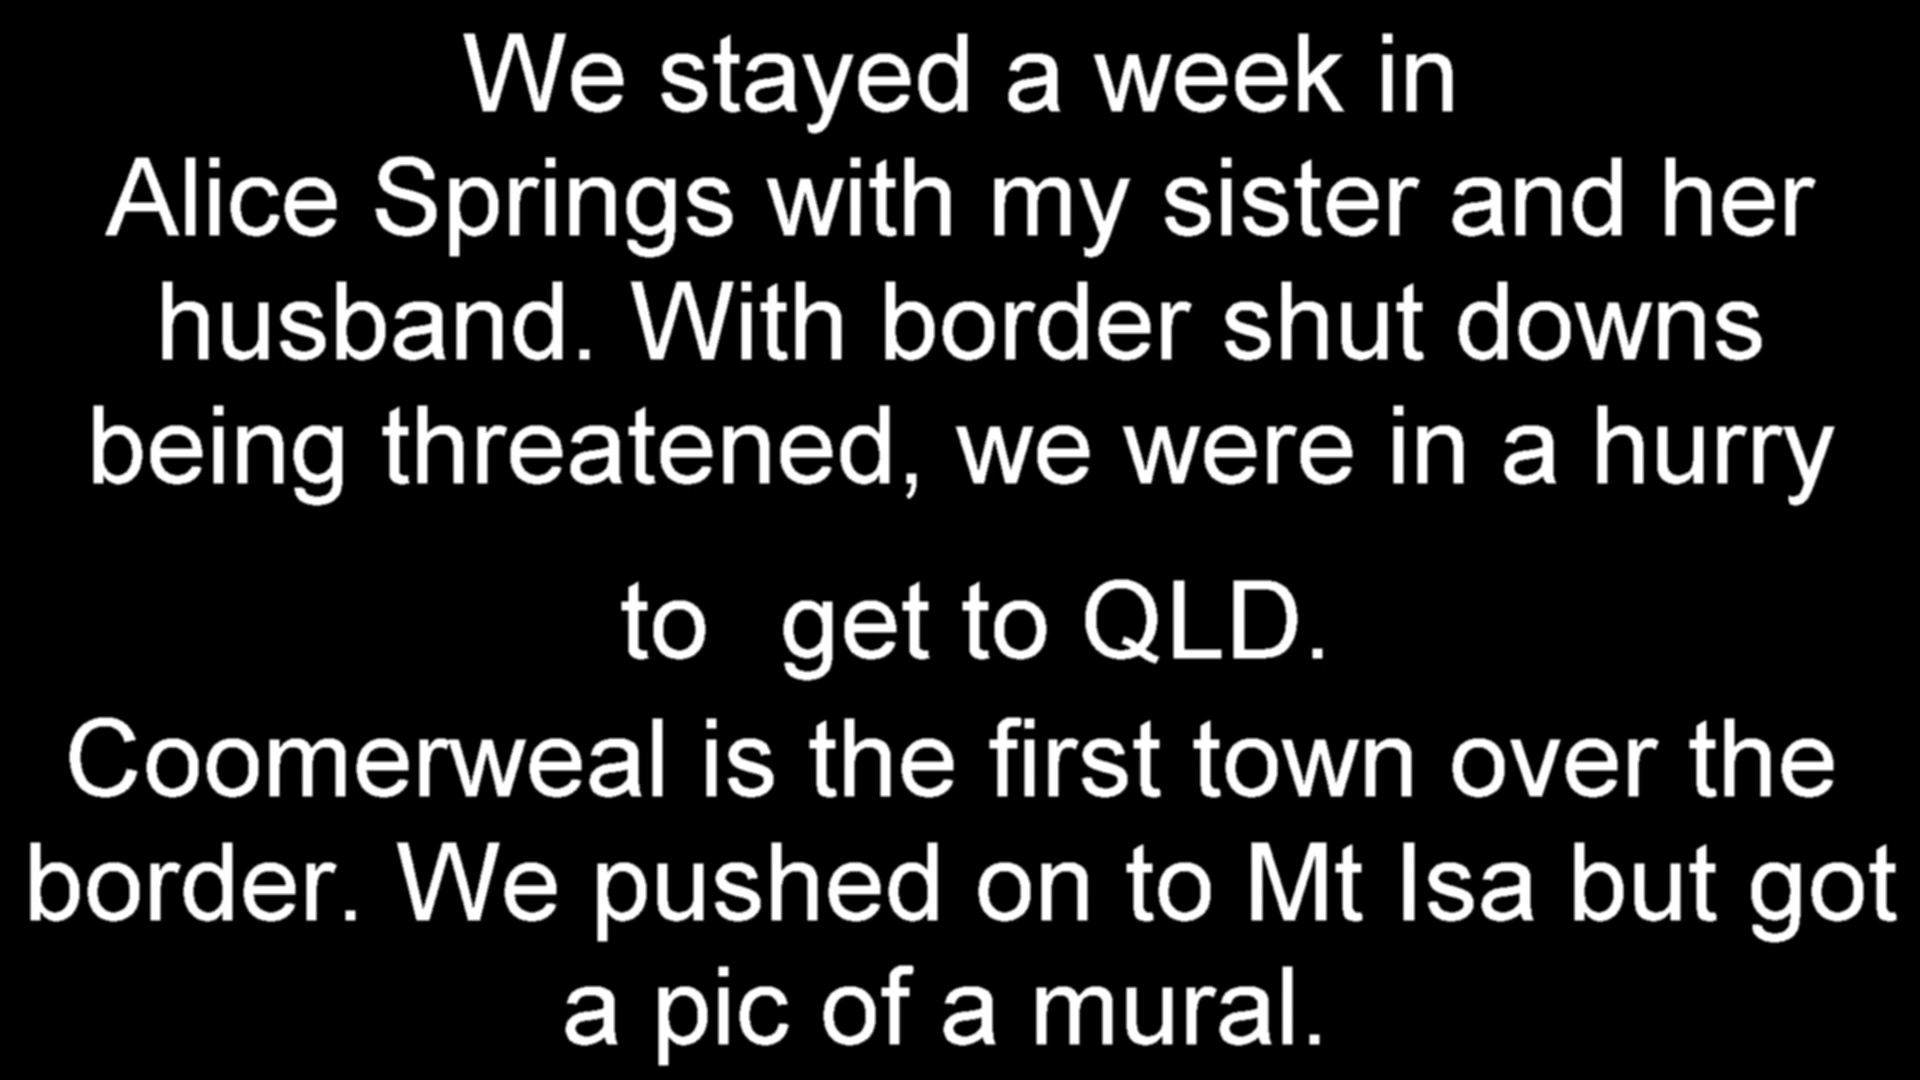 We stayed a week in
Alice Springs with my sister and her
husband. With border shut downs
being threatened, we were in a hurry
to get to QLD.
Coomerweal is the first town over the
border. We pushed on to Mt Isa but got
a pic of a mural.